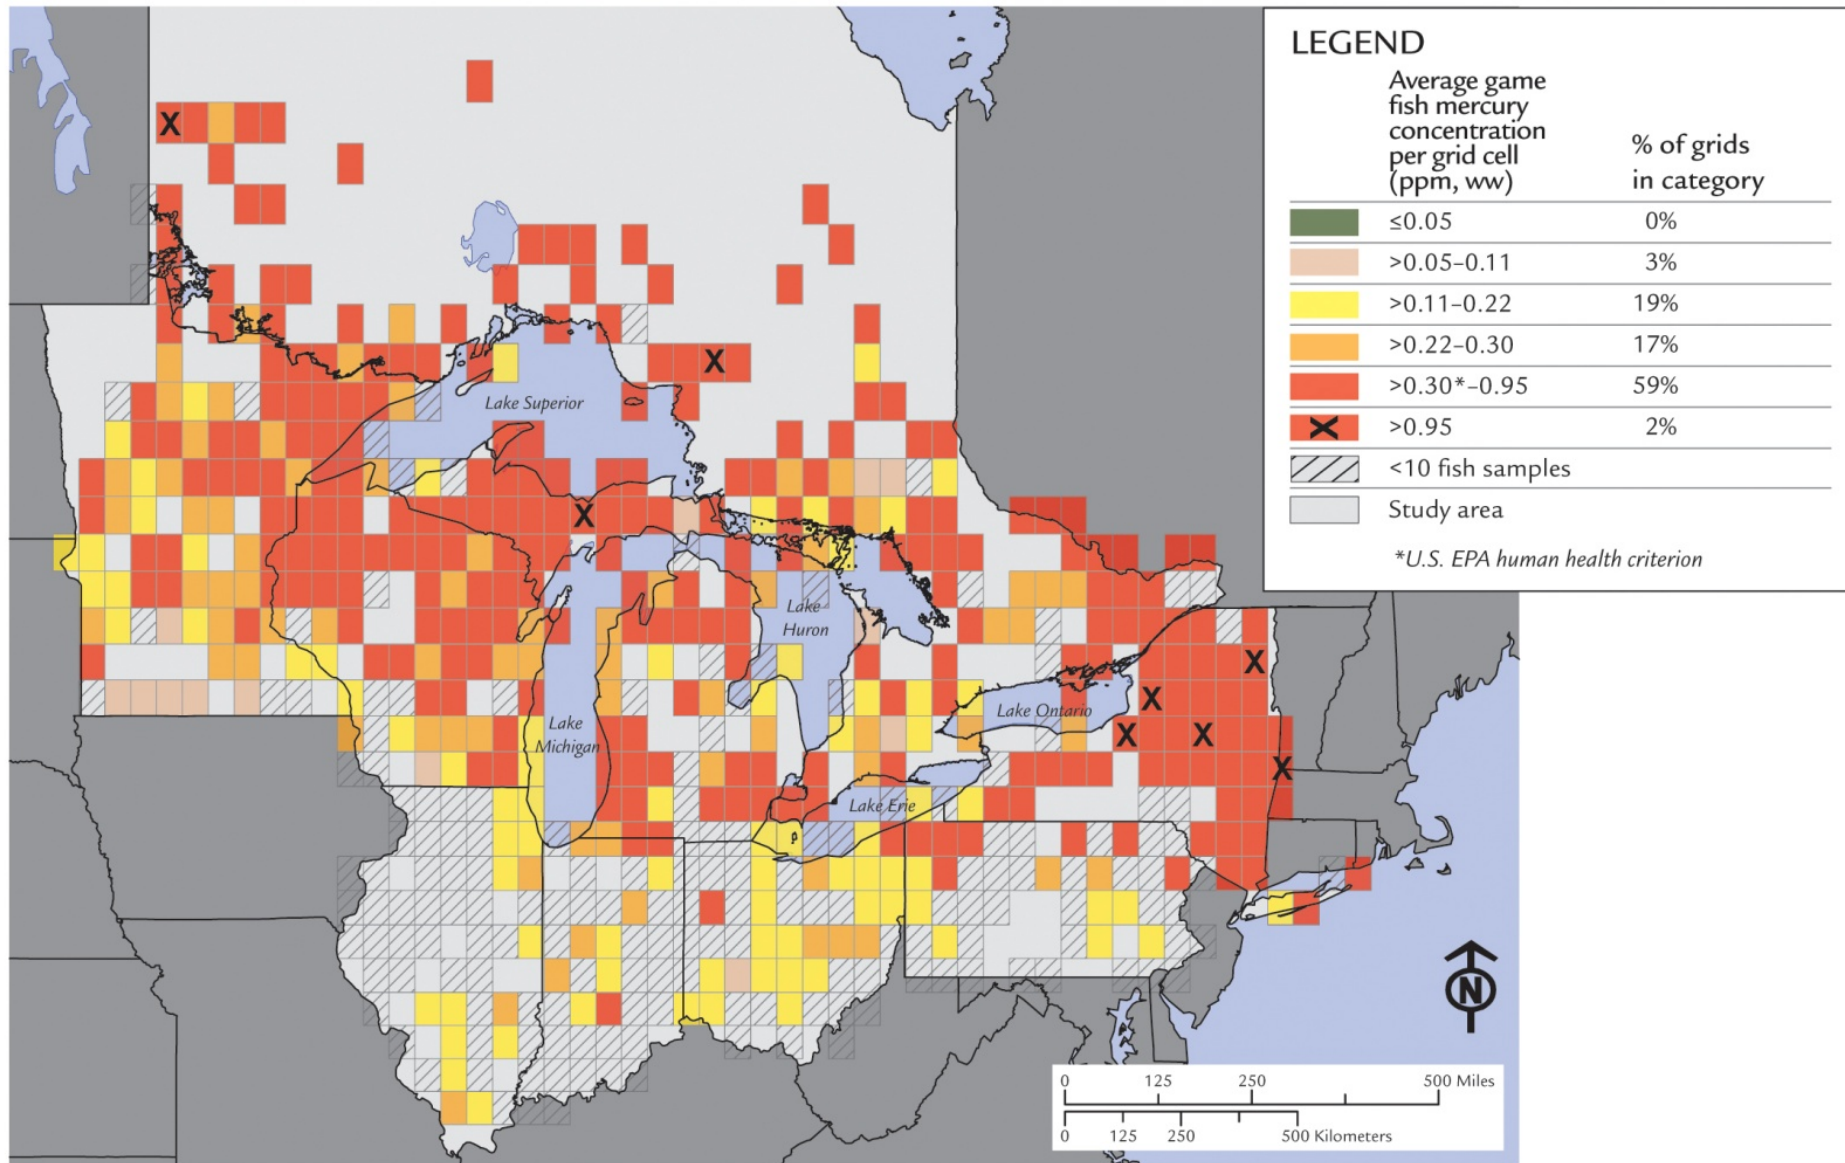 LEGEND
Average game
fish mercury
concentration
per grid cell
(ppm, ww)
% of grids
in category
≤0.05 0%
>0.05–0.11 3%
>0.11–0.22 19%
>0.22–0.30 17%
>0.30*–0.95 59%
X >0.95 2%
<10 fish samples
Study area
*U.S. EPA human health criterion
X
X
Lake Superior
X
Lake
Huron
X
X
Lake Ontario
Lake
Michigan
X
X
X
Lake Erie
N
0 125 250 500 Miles
0 125 250 500 Kilometers